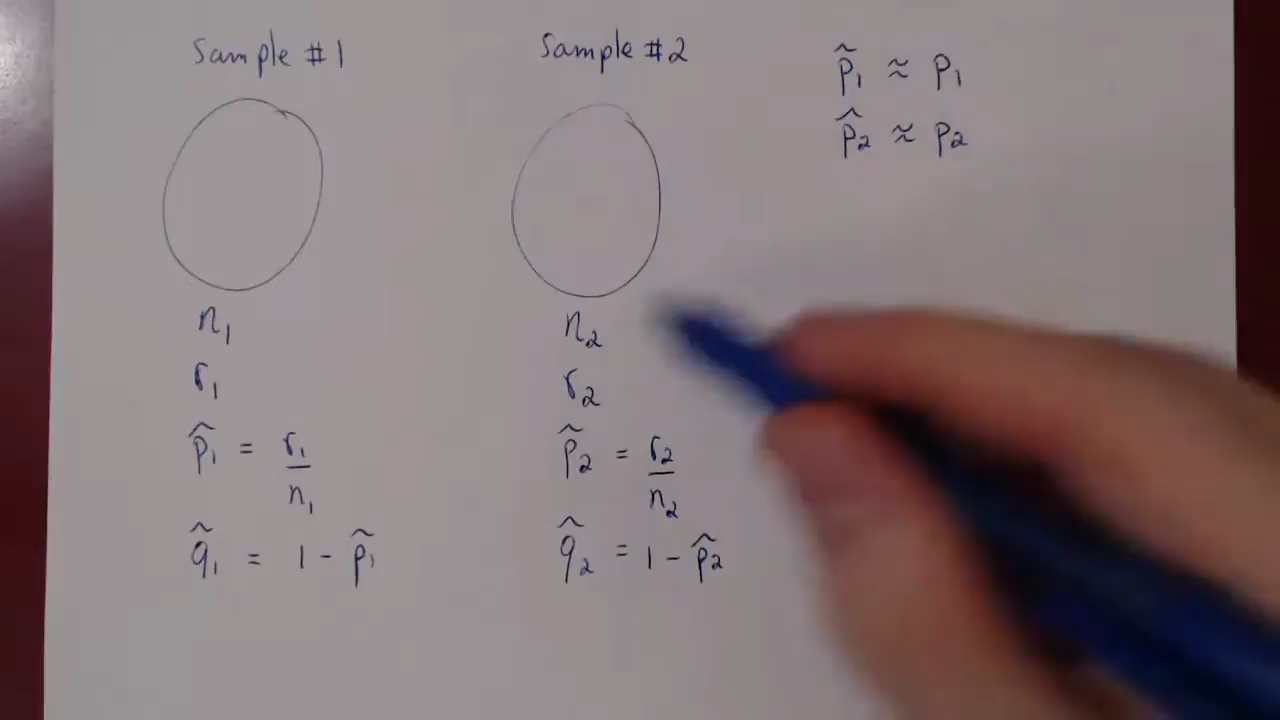 Sample #1
n₁
r₁
p̂₁ = r₁/n₁
q̂₁ = 1 - p̂₁
Sample #2
n₂
r₂
p̂₂ = r₂/n₂
q̂₂ = 1 - p̂₂
p̂₁ ≈ p₁
p̂₂ ≈ p₂